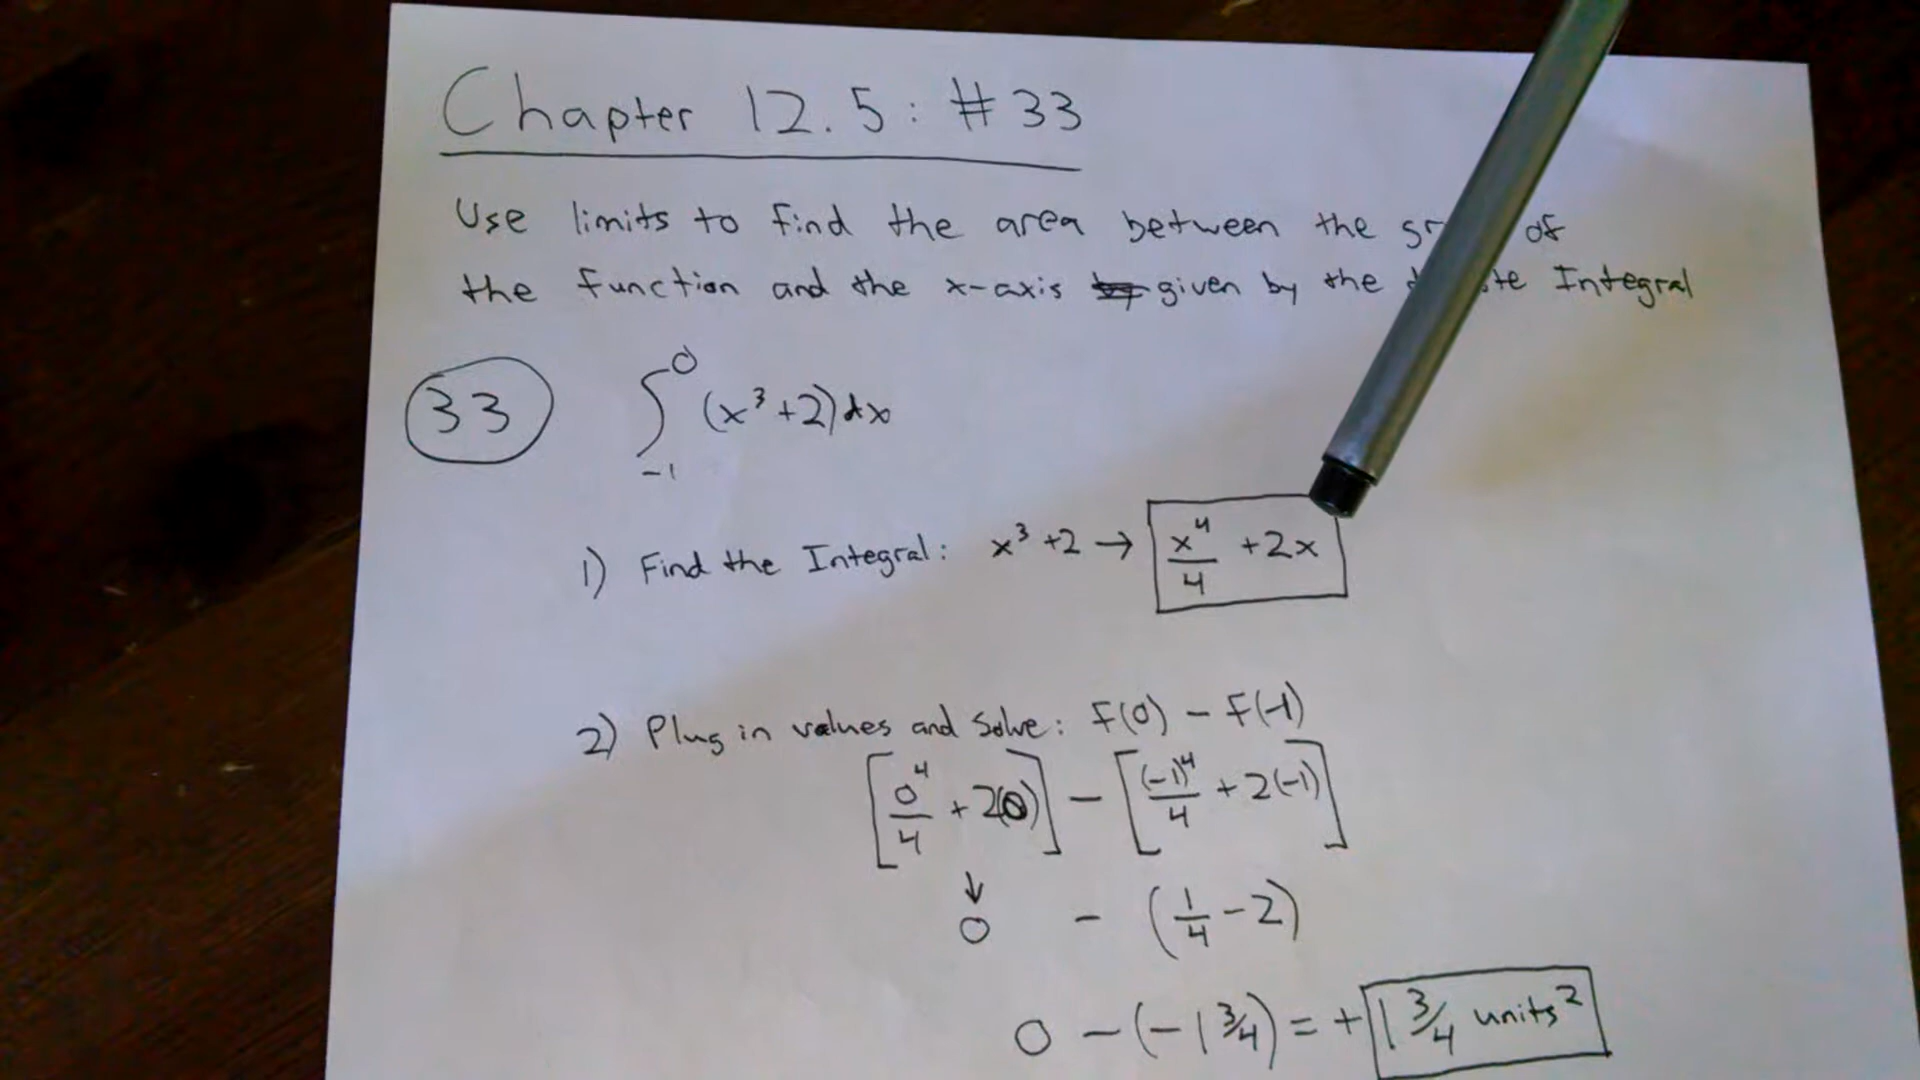 Chapter 12.5: #33
Use limits to find the area between the of
the function and the x-axis given by the Integral
33 ∫₋₁⁰ (x³+2)dx
1) Find the Integral: x³+2 → x⁴/4 +2x
2) Plug in values and Solve: F(0) - F(-1)
[0⁴/4 + 2(0)] - [(-1)⁴/4 + 2(-1)]
↓
0 - (1/4 - 2)
0 - (-1 3/4) = + 1 3/4 units²